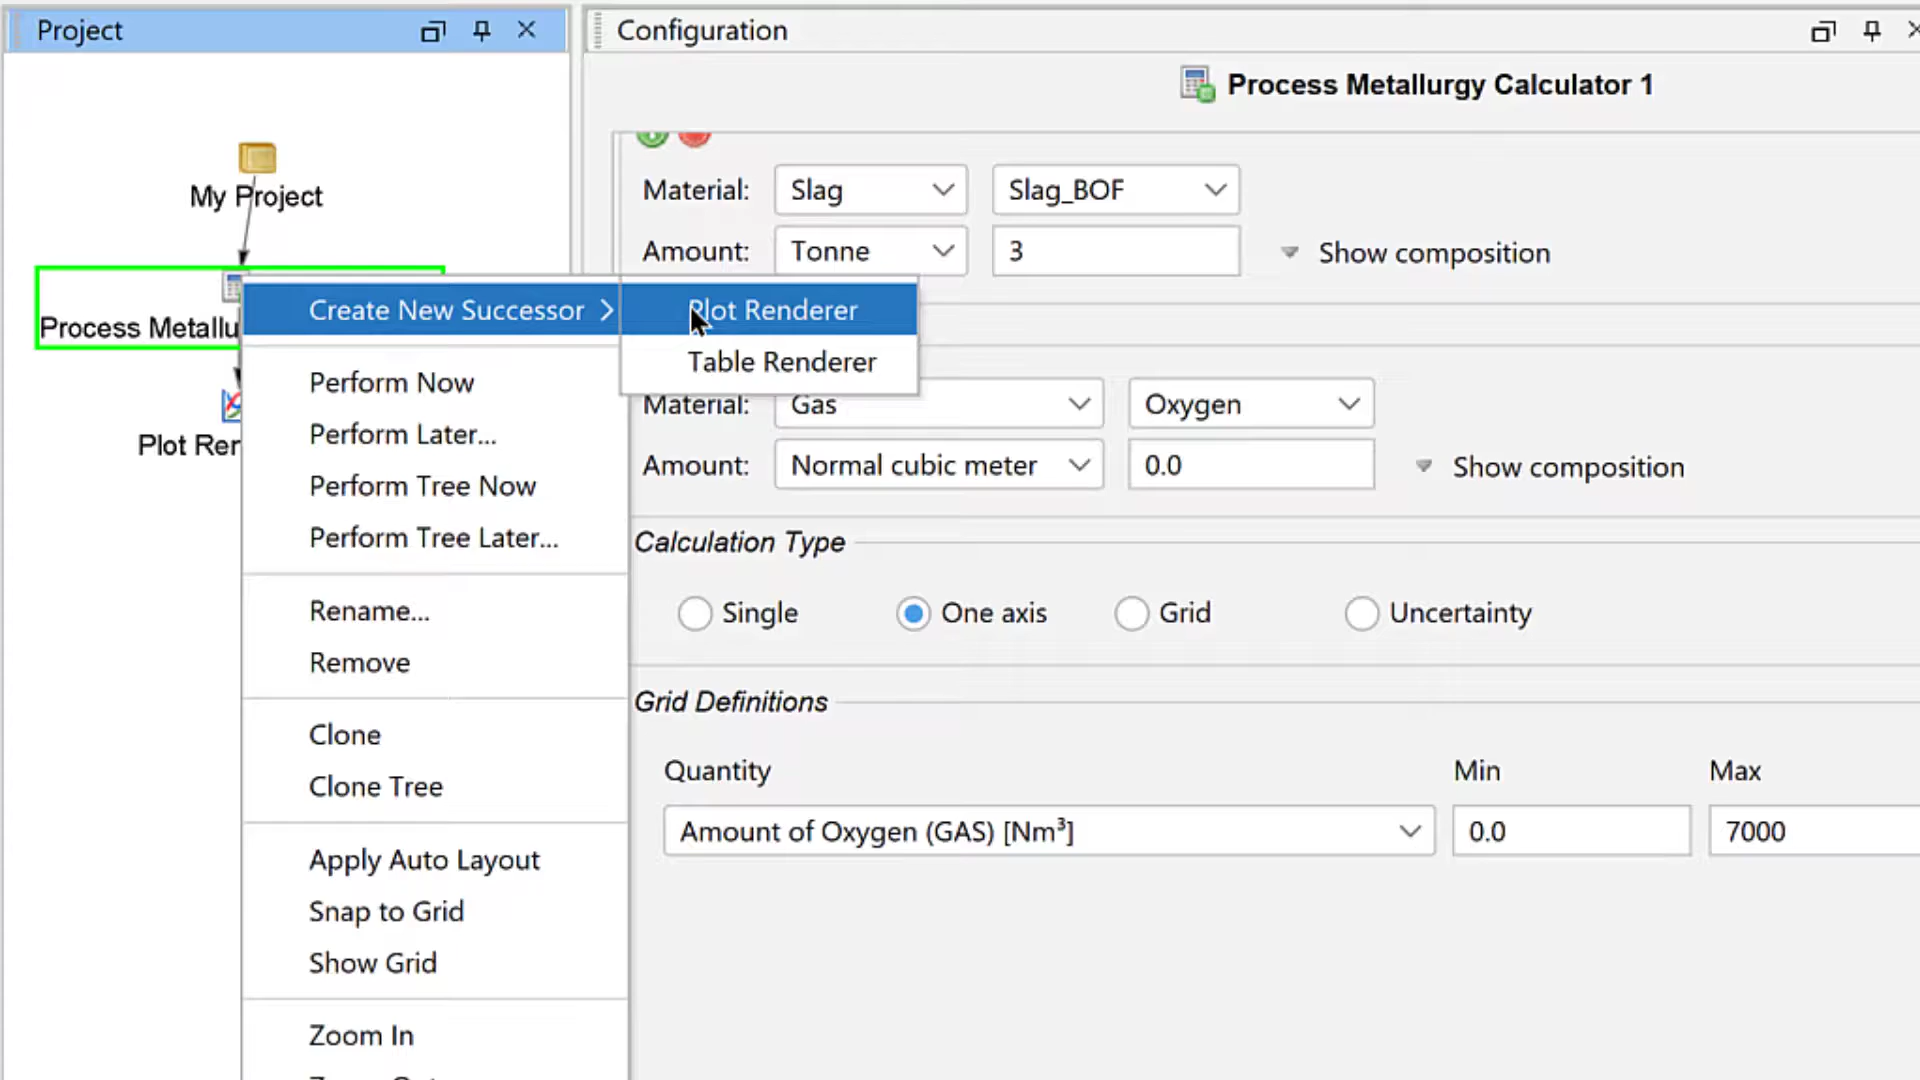 Project
Configuration
Process Metallurgy Calculator 1
My Project
Process Metallu
Plot Ren
Create New Successor
Perform Now
Perform Later...
Perform Tree Now
Perform Tree Later...
Rename...
Remove
Clone
Clone Tree
Apply Auto Layout
Snap to Grid
Show Grid
Zoom In
Plot Renderer
Table Renderer
Material: Slag Slag_BOF
Amount: Tonne 3 Show composition
Material: Gas Oxygen
Amount: Normal cubic meter 0.0 Show composition
Calculation Type
Single One axis Grid Uncertainty
Grid Definitions
Quantity Min Max
Amount of Oxygen (GAS) [Nm³] 0.0 7000